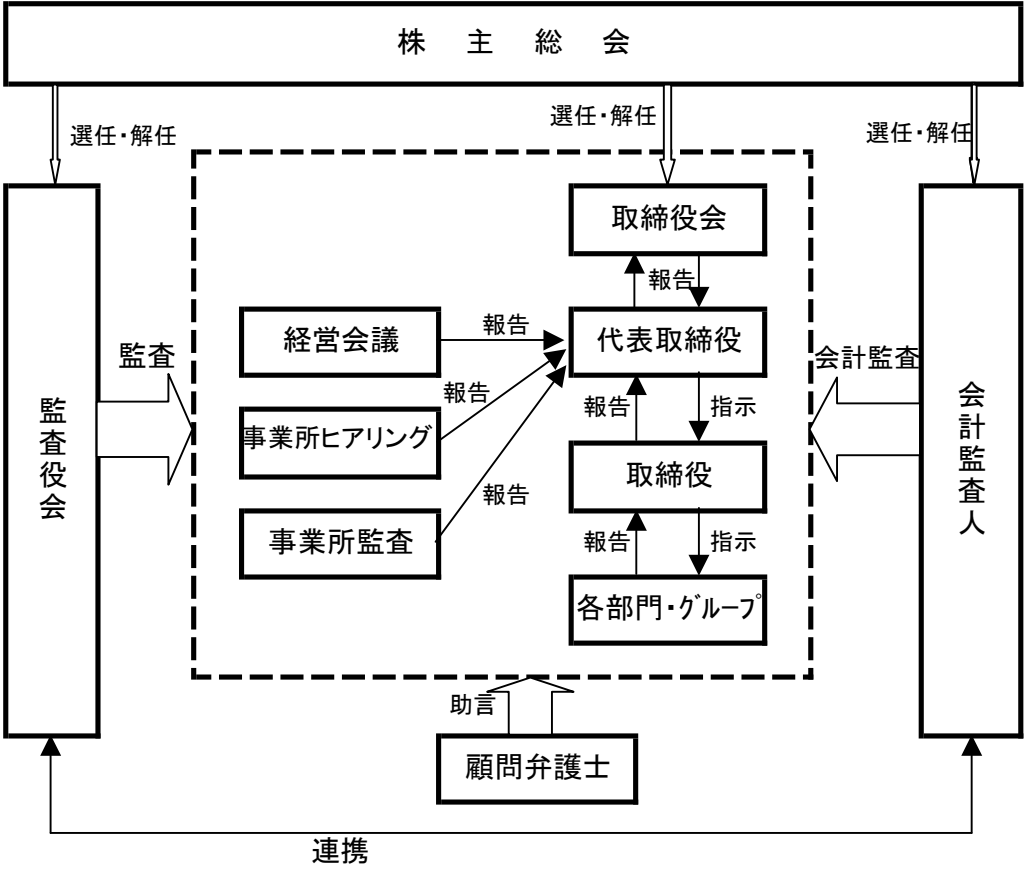 株主総会
選任・解任
選任・解任
選任・解任
取締役会
報告
経営会議
報告
代表取締役
監査
会計監査
報告
報告
指示
事業所ヒアリング
監査役会
会計監査人
取締役
報告
事業所監査
報告
指示
各部門・グループ
助言
顧問弁護士
連携